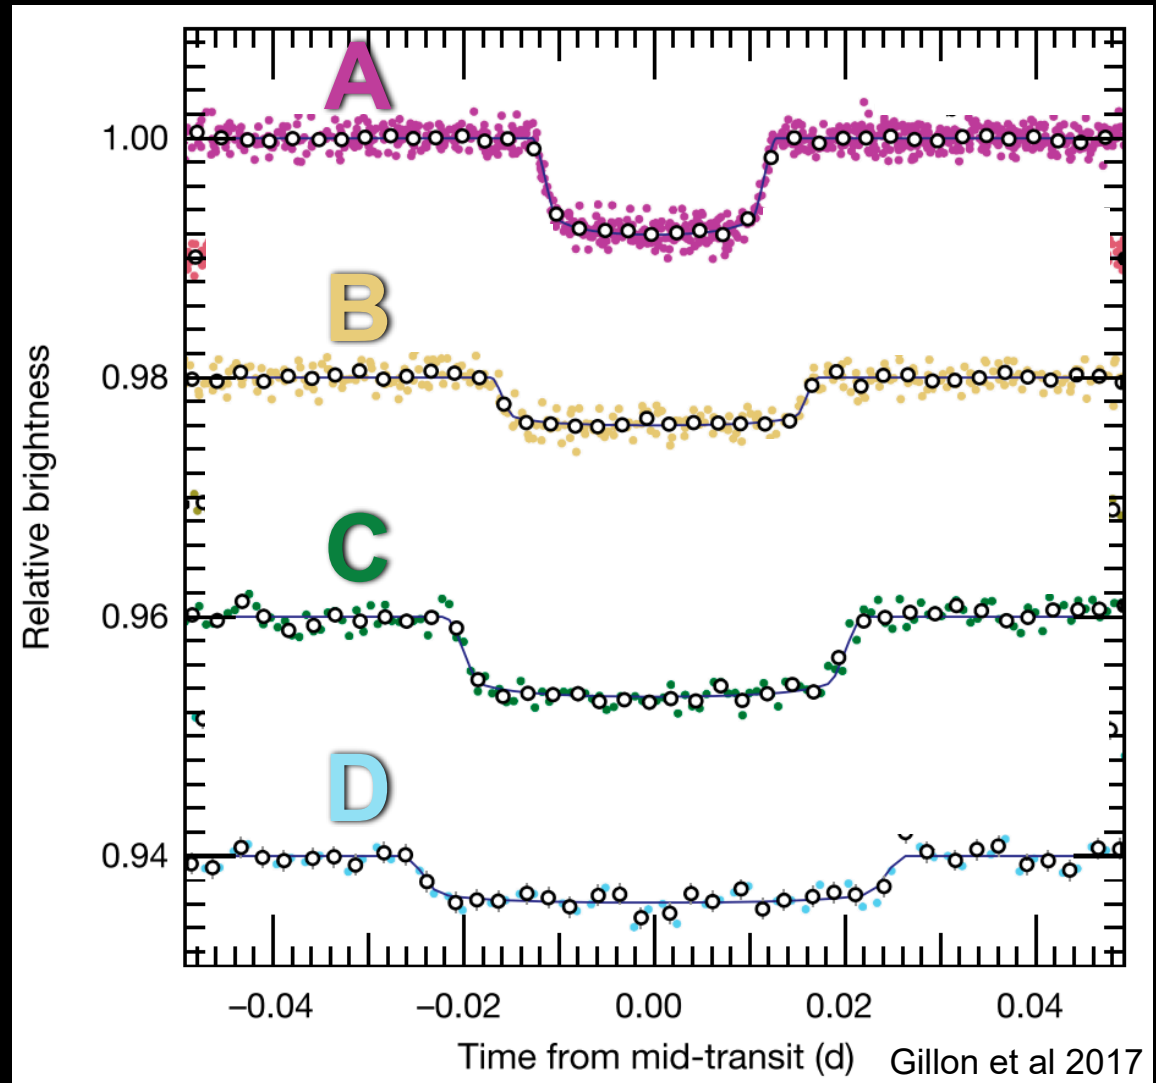 A
1.00
B
0.98
Relative brightness
C
0.96
D
0.94
−0.04 −0.02 0.00 0.02 0.04
Time from mid-transit (d) Gillon et al 2017